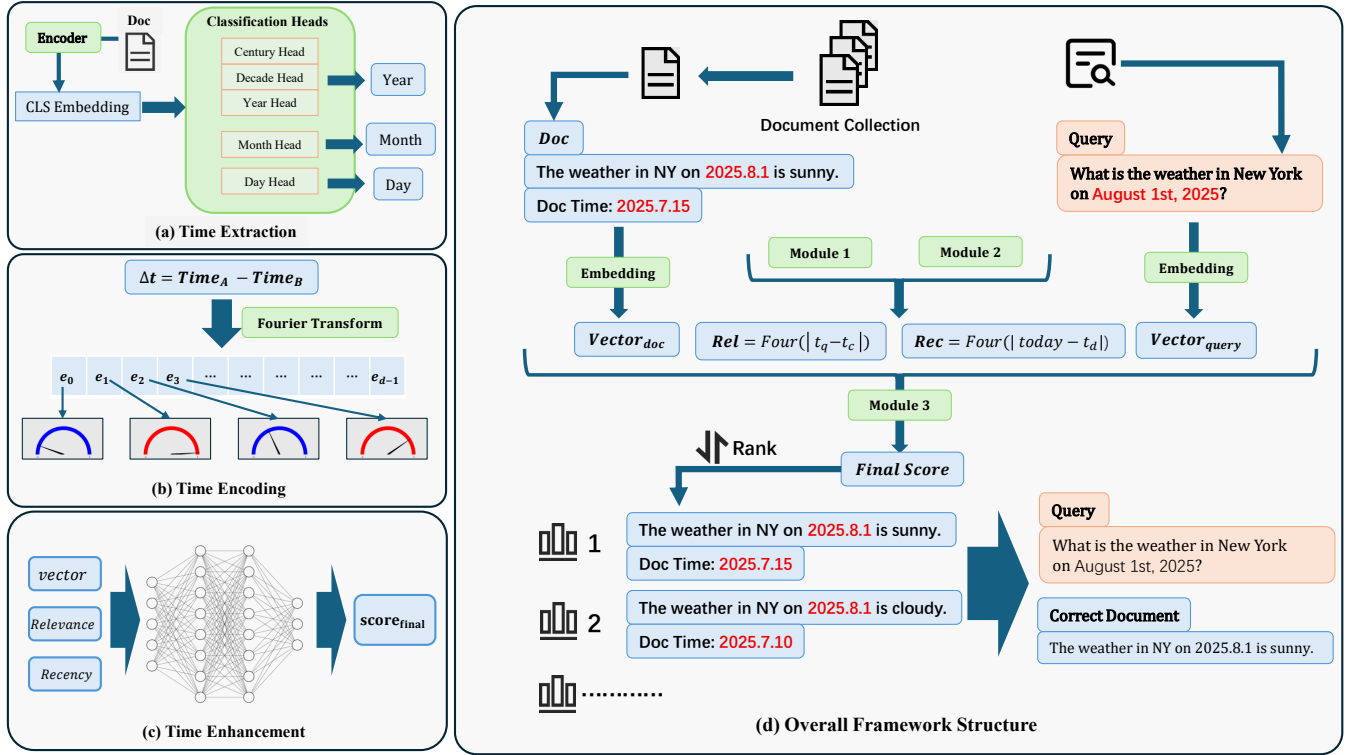 Classification Heads
Doc
Encoder
CLS Embedding
Century Head
Decade Head
Year Head
Month Head
Day Head
Year
Month
Day
(a) Time Extraction
Δt = Time_A − Time_B
Fourier Transform
e_0 e_1 e_2 e_3 ... ... ... ... ... e_{d−1}
(b) Time Encoding
vector
Relevance
Recency
score_final
(c) Time Enhancement
Document Collection
Doc
The weather in NY on 2025.8.1 is sunny.
Doc Time: 2025.7.15
Query
What is the weather in New York
on August 1st, 2025?
Embedding
Module 1
Module 2
Embedding
Vector_doc
Rel = Four(| t_q−t_c |)
Rec = Four(| today − t_d|)
Vector_query
Module 3
Rank
Final Score
1
The weather in NY on 2025.8.1 is sunny.
Doc Time: 2025.7.15
2
The weather in NY on 2025.8.1 is cloudy.
Doc Time: 2025.7.10
............
Query
What is the weather in New York
on August 1st, 2025?
Correct Document
The weather in NY on 2025.8.1 is sunny.
(d) Overall Framework Structure